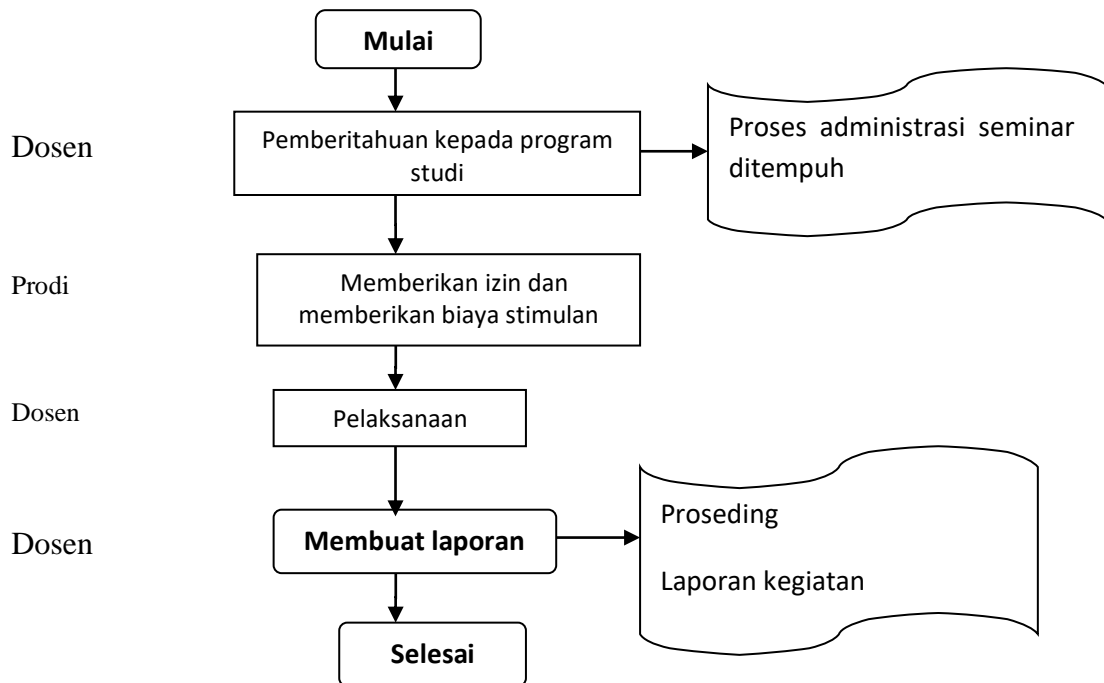 Mulai
Dosen
Pemberitahuan kepada program
studi
Proses administrasi seminar
ditempuh
Prodi
Memberikan izin dan
memberikan biaya stimulan
Dosen
Pelaksanaan
Dosen
Membuat laporan
Proseding
Laporan kegiatan
Selesai